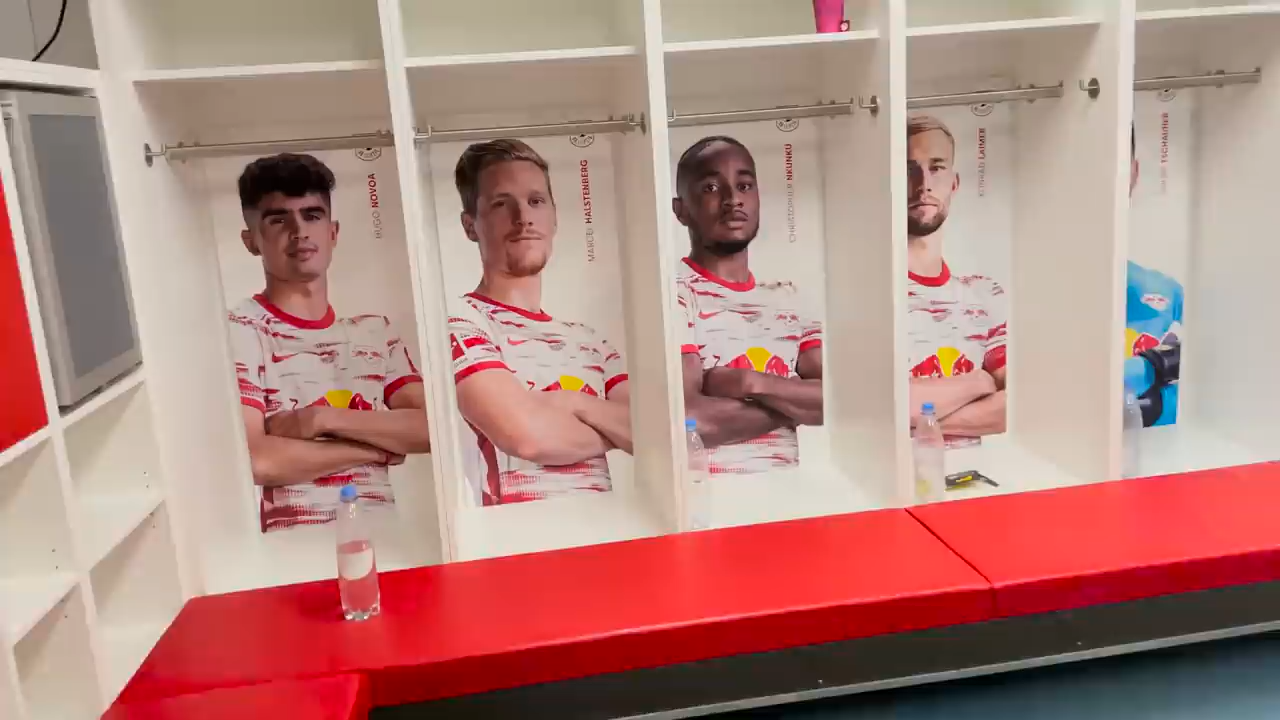 HUGO NOVOA
MARCEL HALSTENBERG
CHRISTOPHER NKUNKU
KONRAD LAIMER
TSCHAUNER